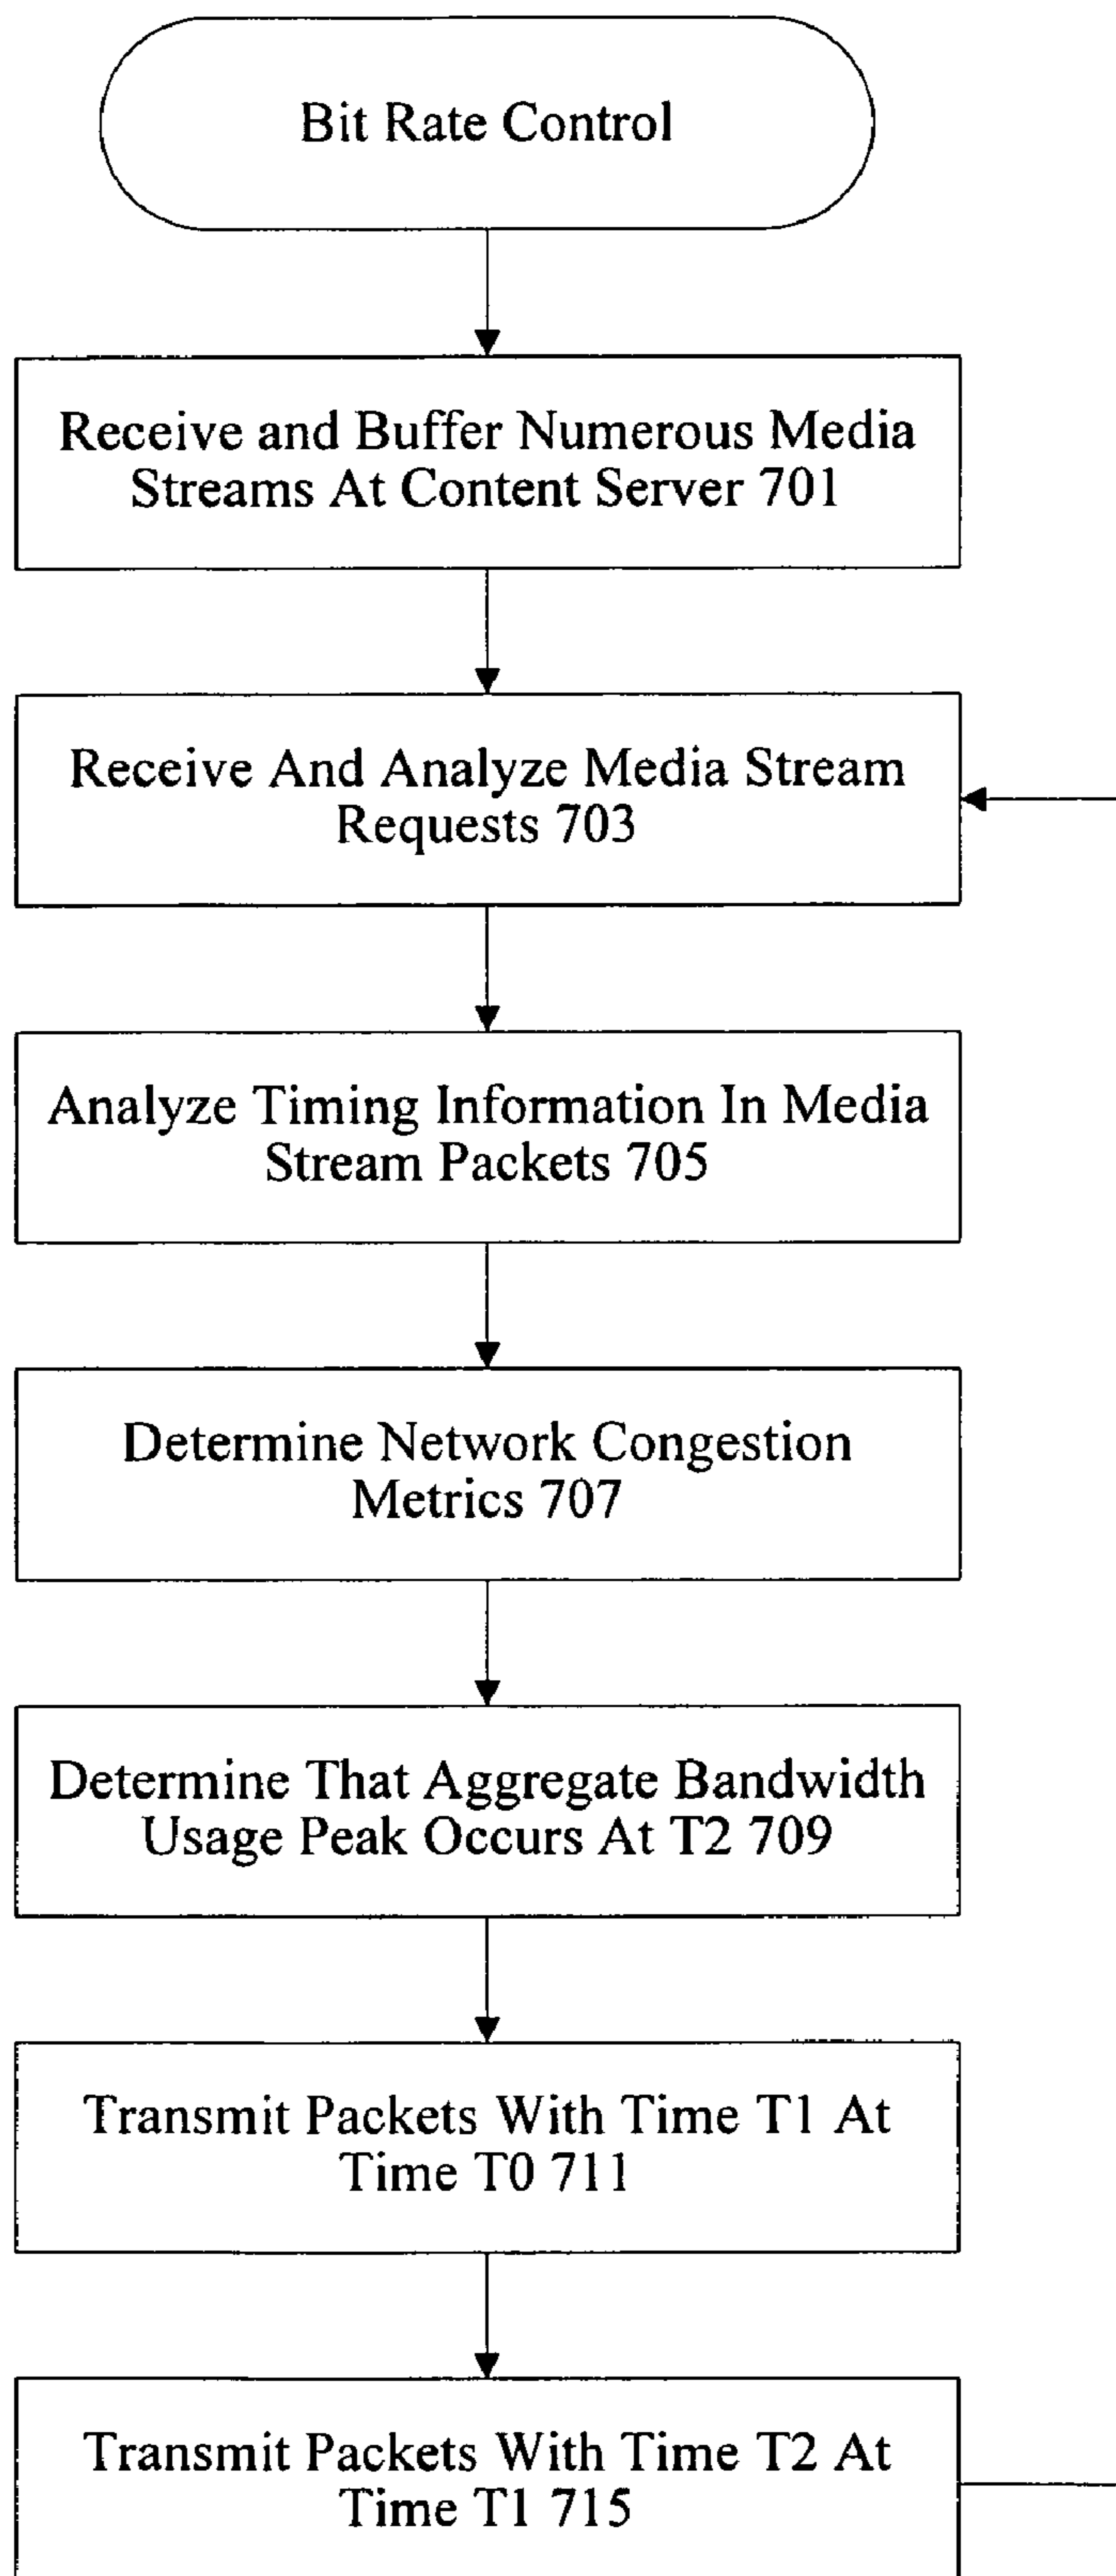 Bit Rate Control
Receive and Buffer Numerous Media
Streams At Content Server 701
Receive And Analyze Media Stream
Requests 703
Analyze Timing Information In Media
Stream Packets 705
Determine Network Congestion
Metrics 707
Determine That Aggregate Bandwidth
Usage Peak Occurs At T2 709
Transmit Packets With Time T1 At
Time T0 711
Transmit Packets With Time T2 At
Time T1 715